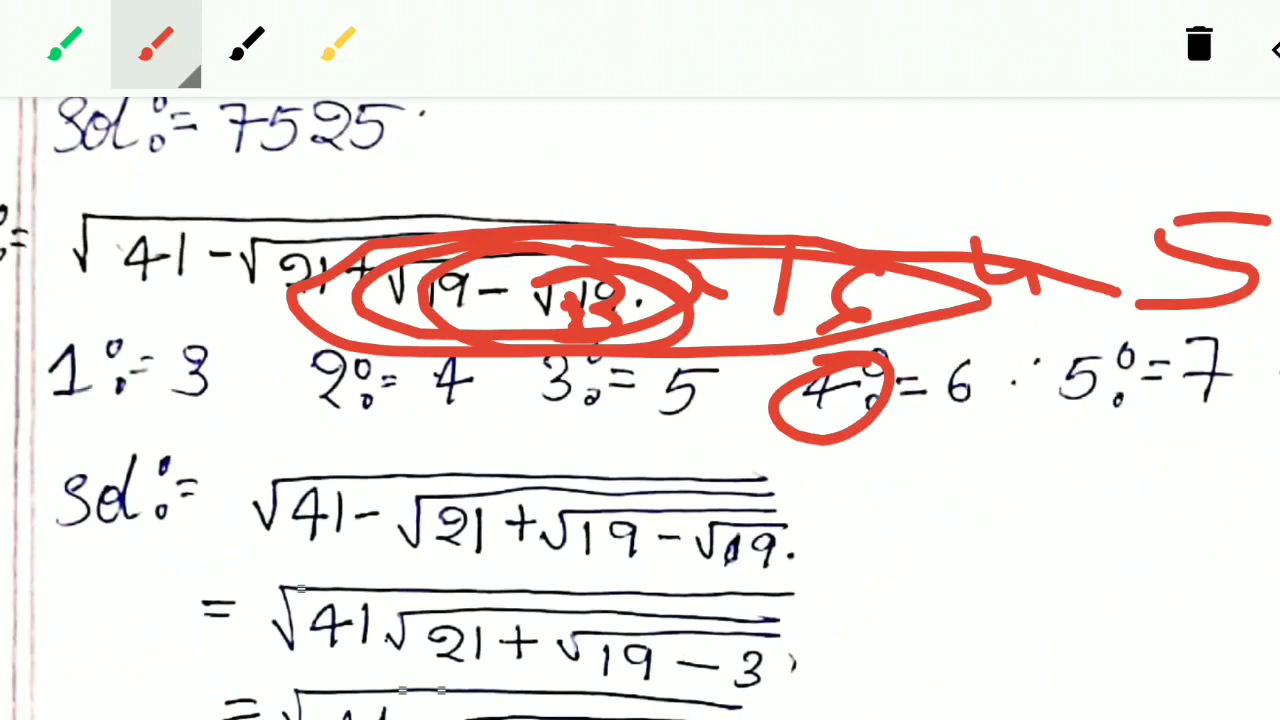 Sol:= 7525.
:= √41-√21+√19-√19.
1:= 3 2:= 4 3:= 5 4:= 6 . 5:= 7
Sol:= √41-√21+√19-√19.
= √41√21+√19-3
=
5